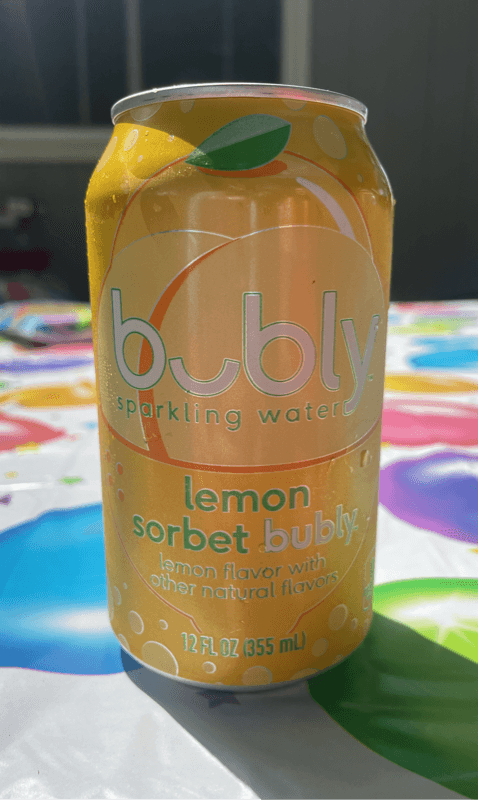 bubly
sparkling water
lemon
sorbet bubly
lemon flavor with
other natural flavors
12 FL OZ (355 mL)